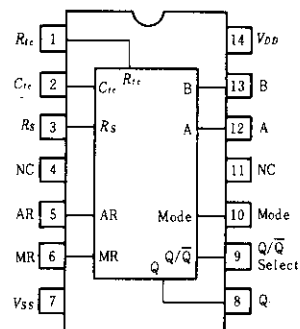 Rtc 1 14 VDD
Rtc
Ctc 2 Ctc B 13 B
Rs 3 Rs A 12 A
NC 4 11 NC
AR 5 AR Mode 10 Mode
MR 6 MR Q/Q̅ 9 Q/Q̅ Select
Q
VSS 7 8 Q